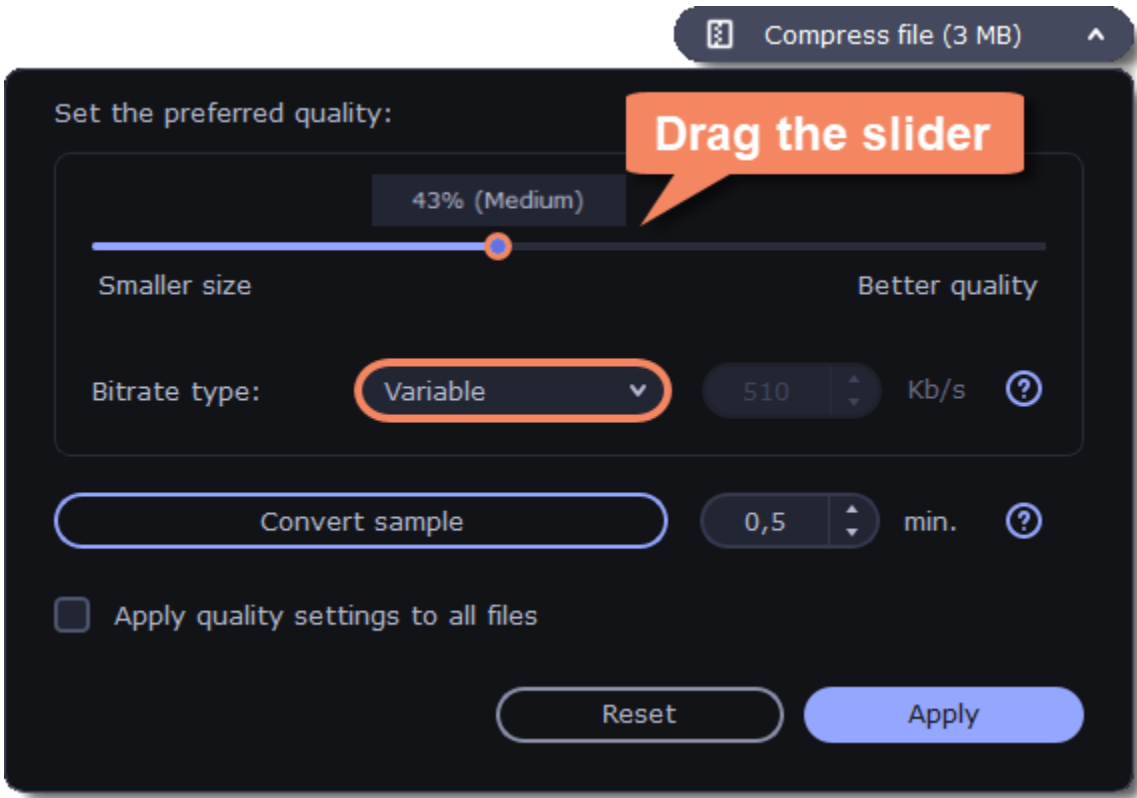 Compress file (3 MB)
Set the preferred quality:
Drag the slider
43% (Medium)
Smaller size
Better quality
Bitrate type:
Variable
510
Kb/s
?
Convert sample
0,5
min.
?
Apply quality settings to all files
Reset
Apply